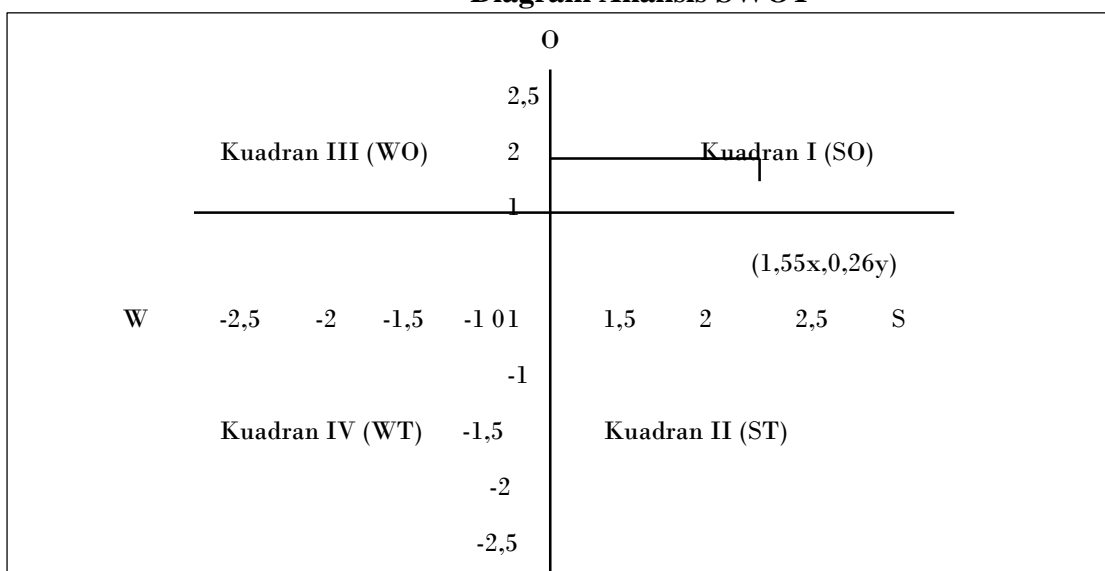 Diagram Analisis SWOT
O
2,5
Kuadran III (WO) 2 Kuadran I (SO)
1
(1,55x,0,26y)
W -2,5 -2 -1,5 -1 01 1,5 2 2,5 S
-1
Kuadran IV (WT) -1,5 Kuadran II (ST)
-2
-2,5